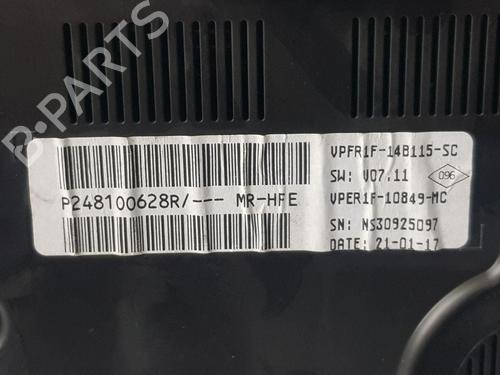 B-PARTS
P248100628R/--- MR-HFE
VPFR1F-14B115-SC
SW: V07.11
096
VPER1F-10849-MC
SN: NS30925097
DATE: 21-01-17